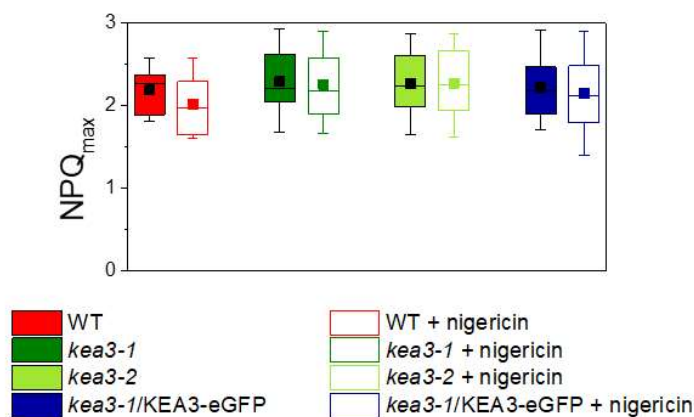 3
2
1
0
NPQmax
WT
WT + nigericin
kea3-1
kea3-1 + nigericin
kea3-2
kea3-2 + nigericin
kea3-1/KEA3-eGFP
kea3-1/KEA3-eGFP + nigericin